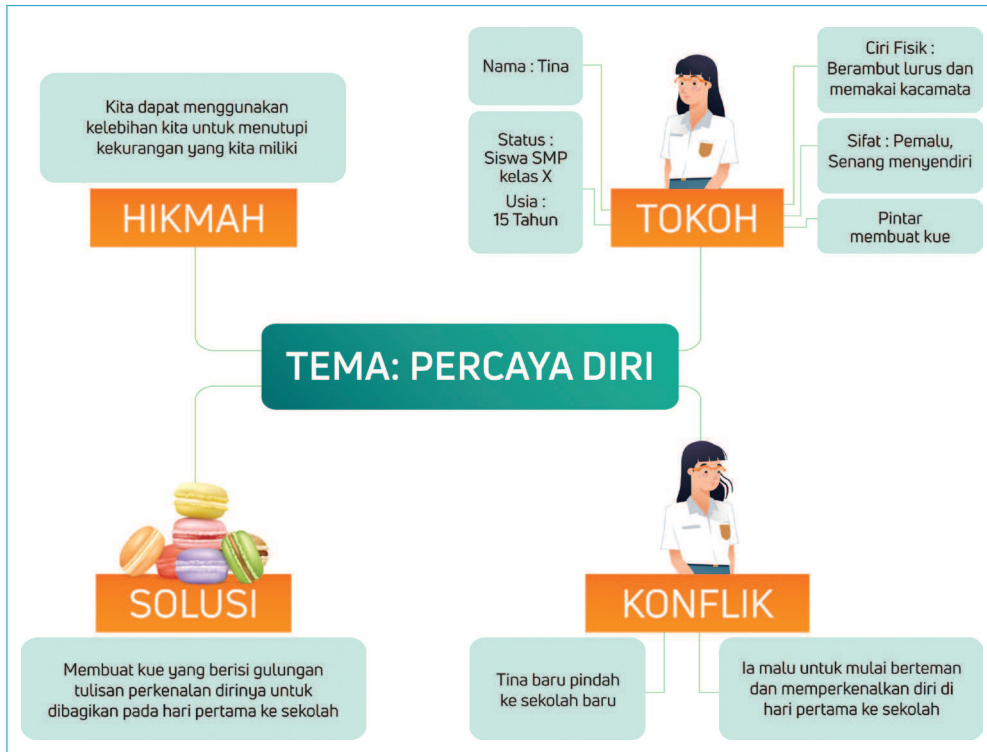 Kita dapat menggunakan
kelebihan kita untuk menutupi
kekurangan yang kita miliki
HIKMAH
Nama : Tina
Status :
Siswa SMP
kelas X
Usia :
15 Tahun
Ciri Fisik :
Berambut lurus dan
memakai kacamata
Sifat : Pemalu,
Senang menyendiri
Pintar
membuat kue
TOKOH
TEMA: PERCAYA DIRI
SOLUSI
Membuat kue yang berisi gulungan
tulisan perkenalan dirinya untuk
dibagikan pada hari pertama ke sekolah
KONFLIK
Tina baru pindah
ke sekolah baru
Ia malu untuk mulai berteman
dan memperkenalkan diri di
hari pertama ke sekolah